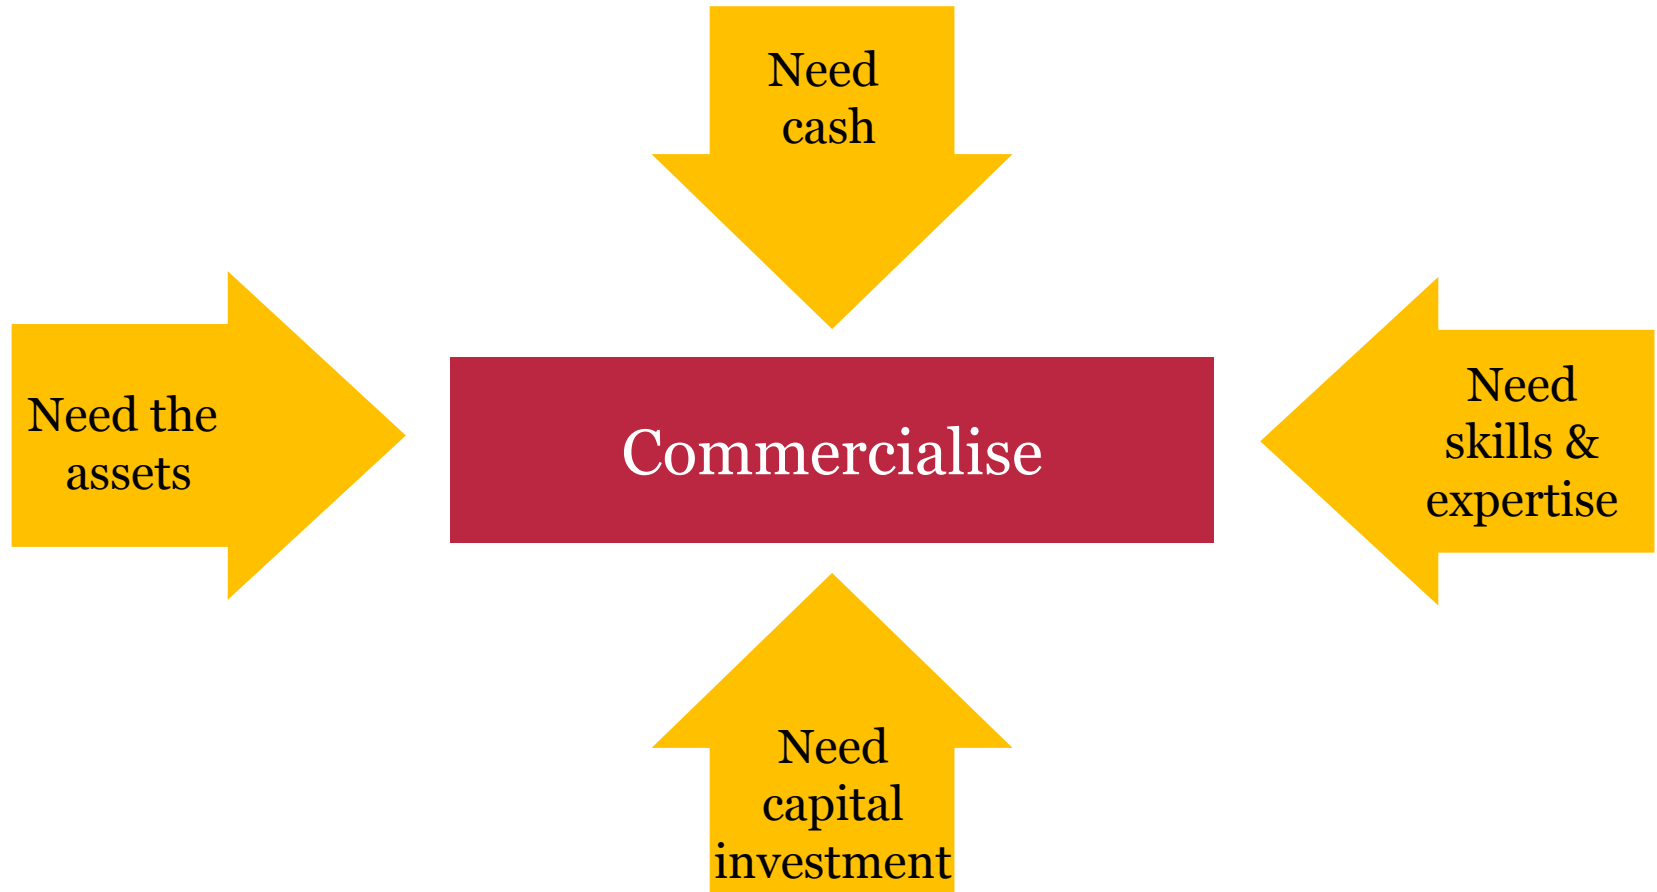 Need
cash
Need the
assets
Commercialise
Need
skills &
expertise
Need
capital
investment